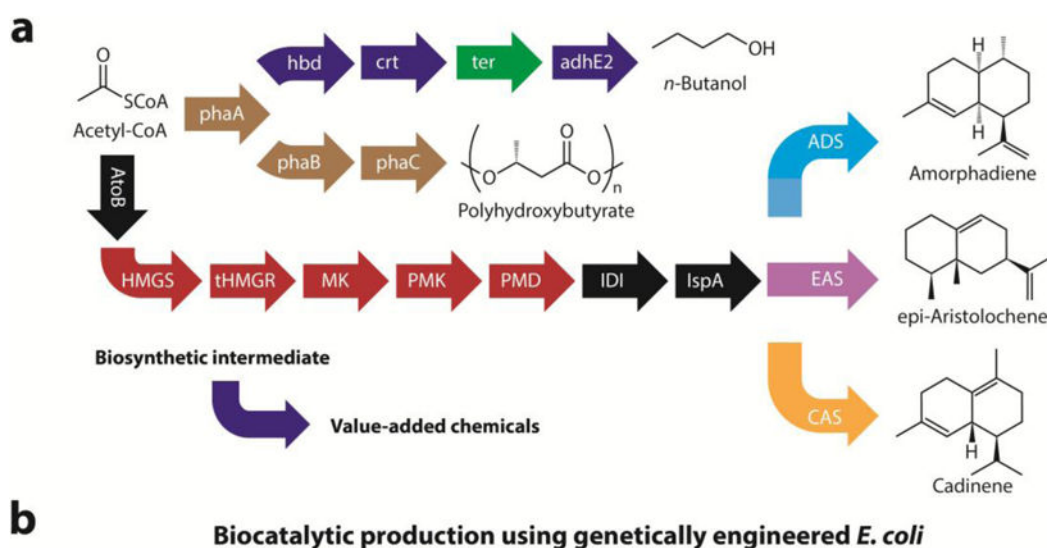 a
hbd crt ter adhE2
OH
n-Butanol
O
SCoA
Acetyl-CoA
phaA
phaB phaC
O
O
O
n
Polyhydroxybutyrate
AtoB
HMGS tHMGR MK PMK PMD IDI IspA
ADS
H
H
Amorphadiene
EAS
epi-Aristolochene
CAS
H
Cadinene
Biosynthetic intermediate
Value-added chemicals
b
Biocatalytic production using genetically engineered E. coli